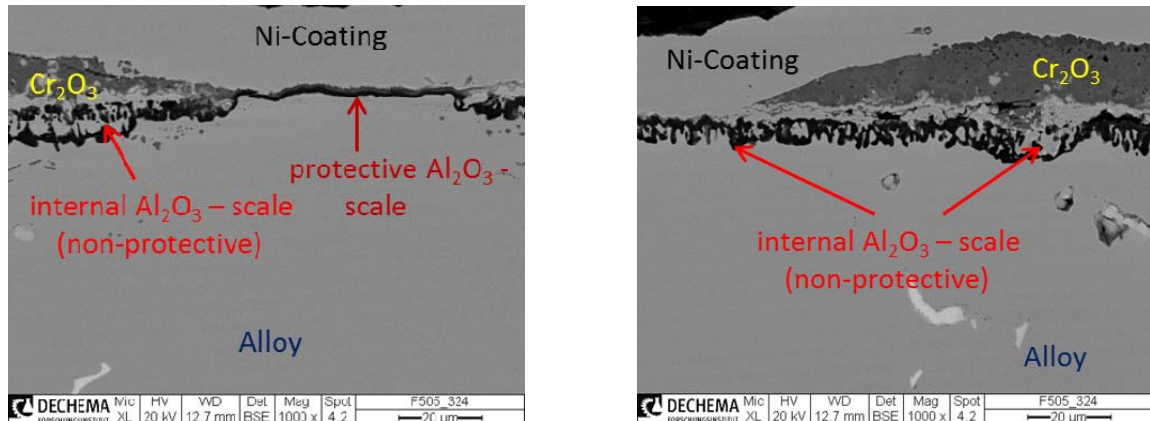 Ni-Coating
Cr₂O₃
protective Al₂O₃ -
scale
internal Al₂O₃ – scale
(non-protective)
Alloy
DECHEMA
FORSCHUNGSINSTITUT
Mic HV WD Det Mag Spot F505_324
XL 20 kV 12.7 mm BSE 1000 x 4.2 20 µm
Ni-Coating
Cr₂O₃
internal Al₂O₃ – scale
(non-protective)
Alloy
DECHEMA
FORSCHUNGSINSTITUT
Mic HV WD Det Mag Spot F505_324
XL 20 kV 12.7 mm BSE 1000 x 4.2 20 µm